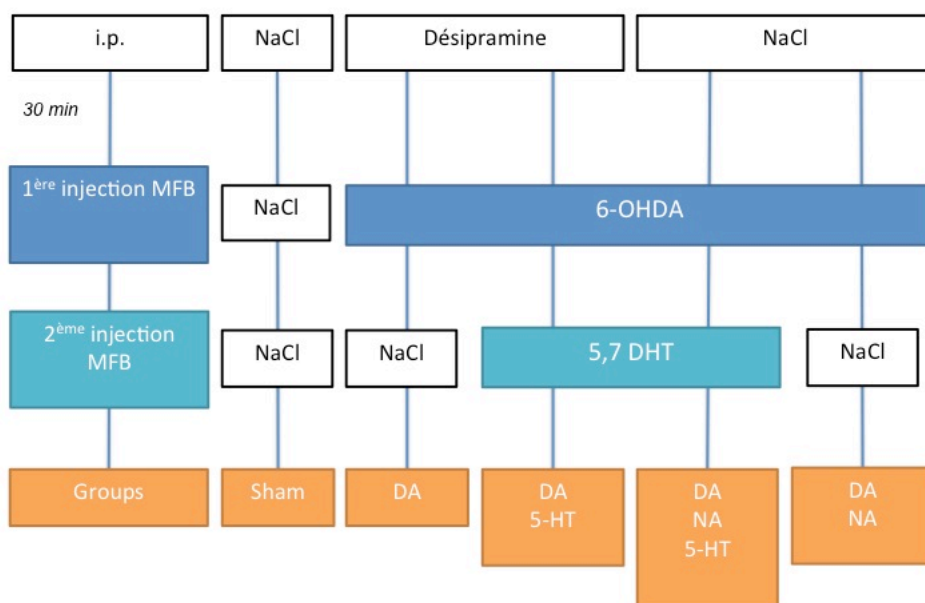 i.p.
NaCl
Désipramine
NaCl
30 min
1ère injection MFB
NaCl
6-OHDA
2ème injection
MFB
NaCl
NaCl
5,7 DHT
NaCl
Groups
Sham
DA
DA
5-HT
DA
NA
5-HT
DA
NA